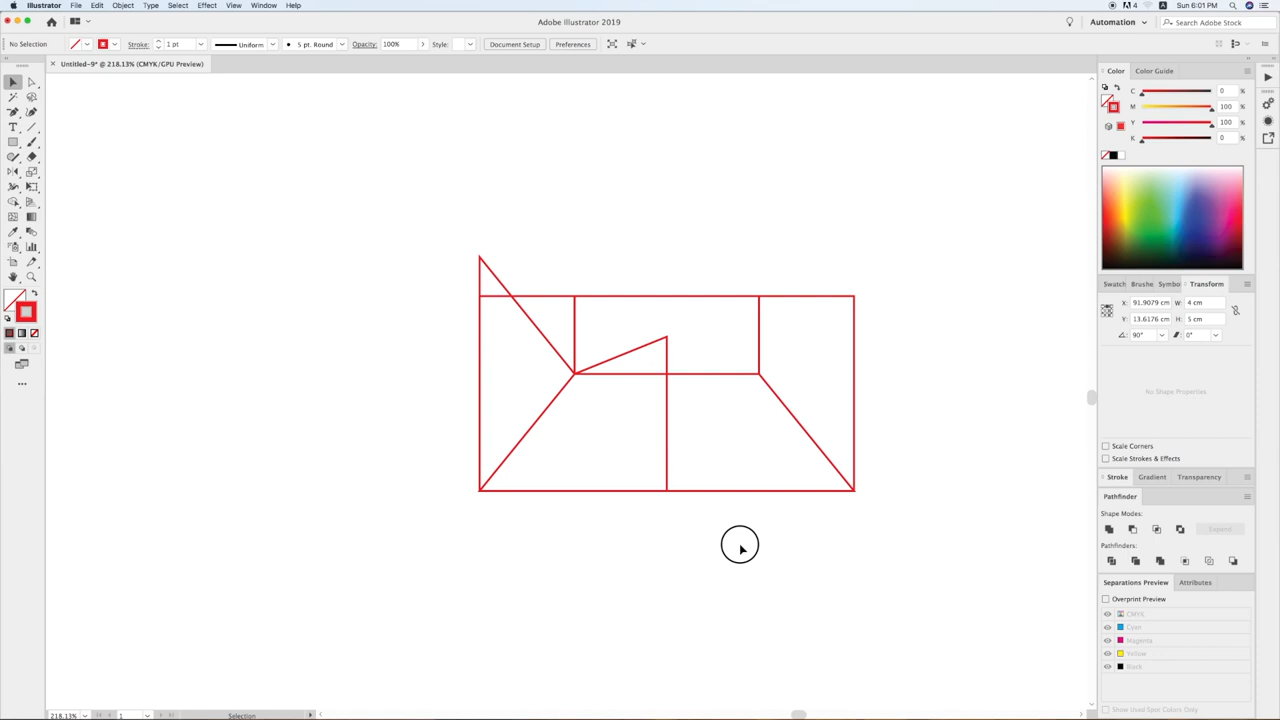 Illustrator File Edit Object Type Select Effect View Window Help
4 Sun 6:01 PM
Adobe Illustrator 2019
Automation Search Adobe Stock
No Selection Stroke: 1 pt Uniform 5 pt. Round Opacity: 100% Style: Document Setup Preferences
Untitled-9* @ 218.13% (CMYK/GPU Preview)
Color Color Guide
C 0 %
M 100 %
Y 100 %
K 0 %
Swatch Brushe Symbo Transform
X: 91.9079 cm W: 4 cm
Y: 13.6176 cm H: 5 cm
90° 0°
No Shape Properties
Scale Corners
Scale Strokes & Effects
Stroke Gradient Transparency
Pathfinder
Shape Modes:
Expand
Pathfinders:
Separations Preview Attributes
Overprint Preview
CMYK
Cyan
Magenta
Yellow
Black
Show Used Spot Colors Only
218.13% 1 Selection